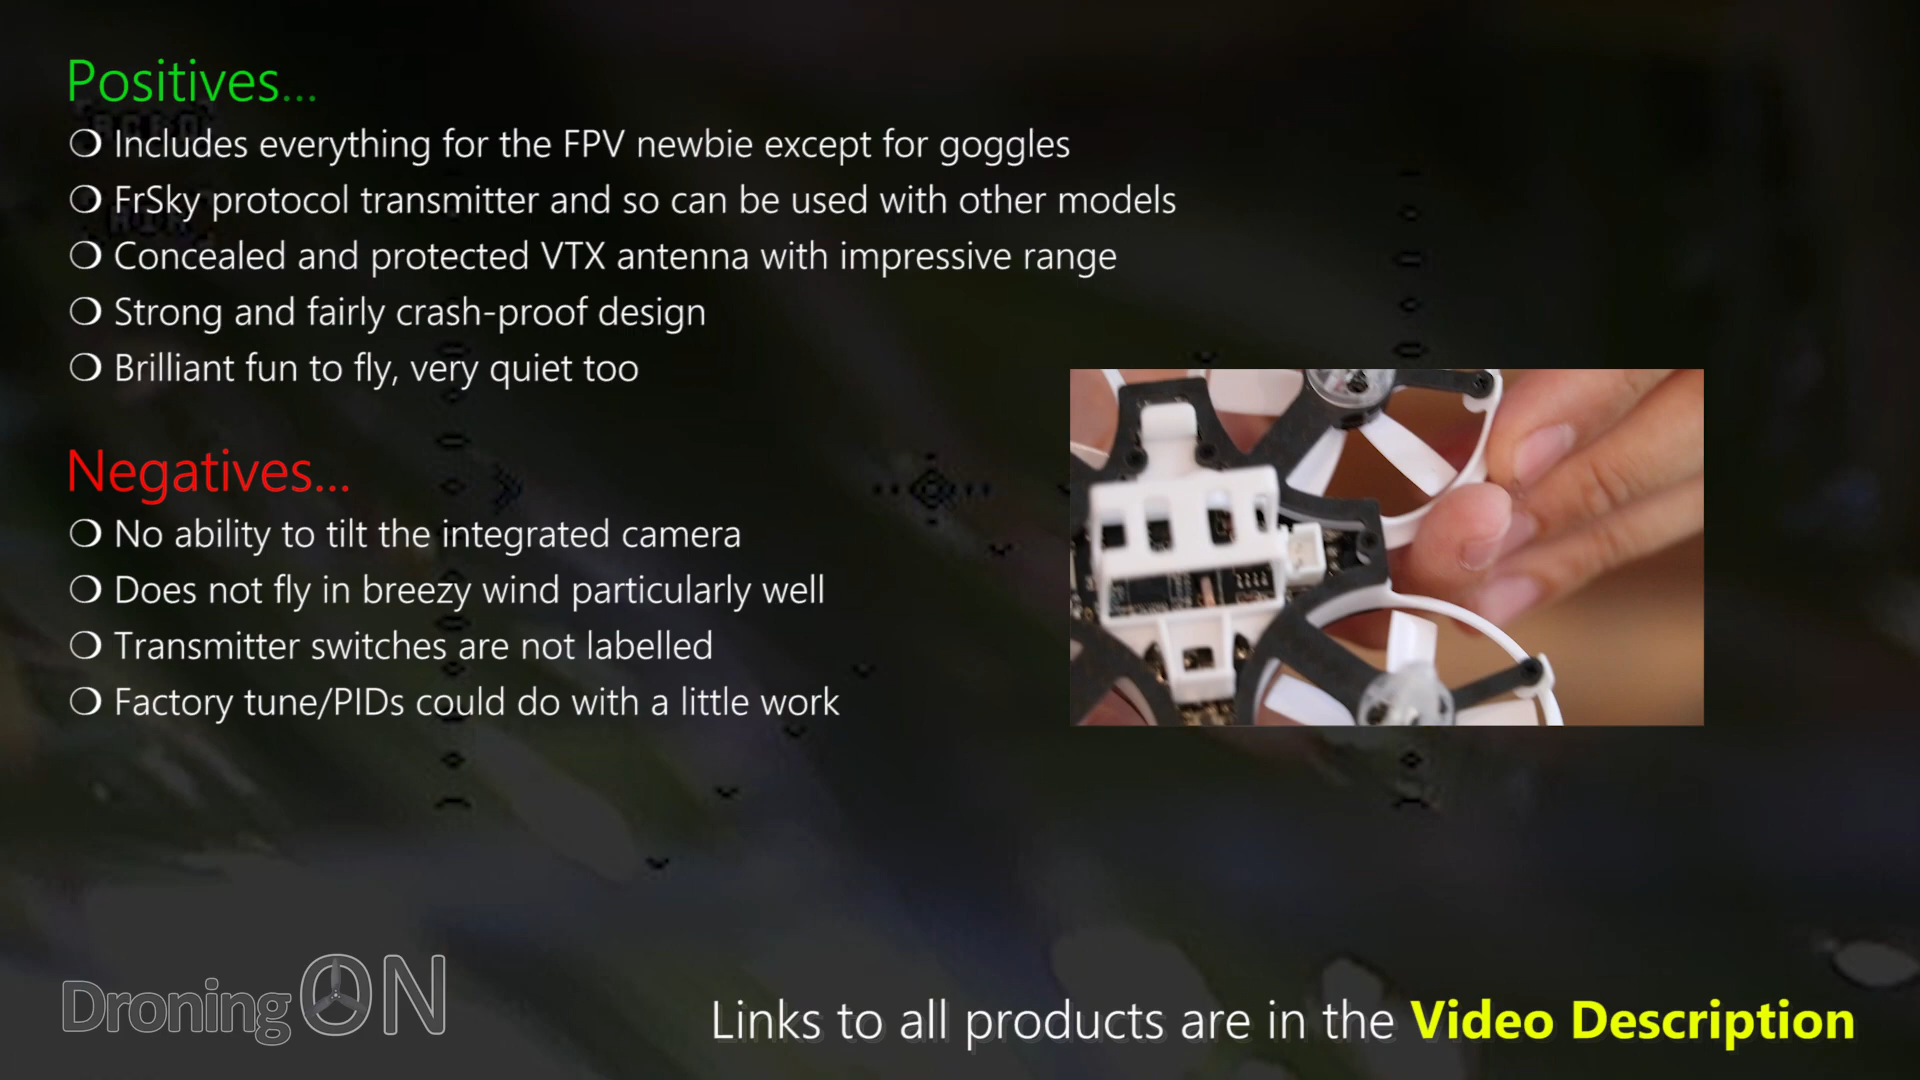 Positives...
Includes everything for the FPV newbie except for goggles
FrSky protocol transmitter and so can be used with other models
Concealed and protected VTX antenna with impressive range
Strong and fairly crash-proof design
Brilliant fun to fly, very quiet too
Negatives...
No ability to tilt the integrated camera
Does not fly in breezy wind particularly well
Transmitter switches are not labelled
Factory tune/PIDs could do with a little work
DroningON
Links to all products are in the Video Description